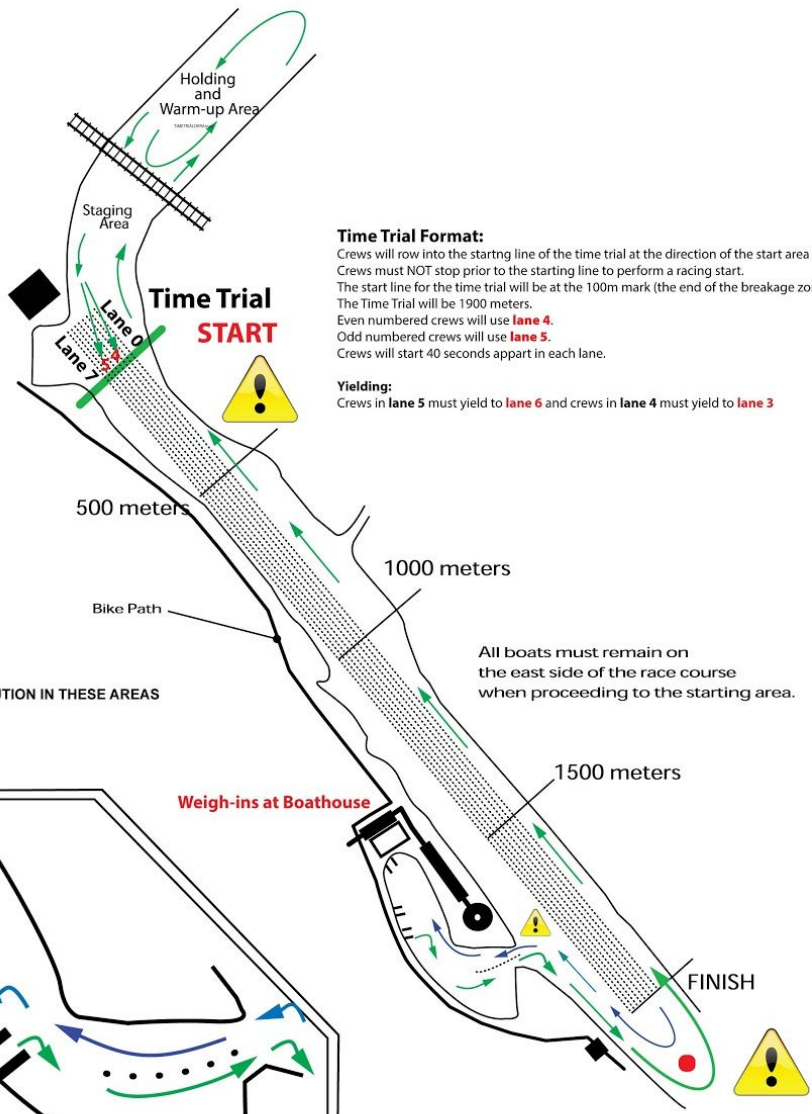 Holding
and
Warm-up Area
Staging
Area
Time Trial Format:
Crews will row into the startng line of the time trial at the direction of the start area
Crews must NOT stop prior to the starting line to perform a racing start.
The start line for the time trial will be at the 100m mark (the end of the breakage zo
The Time Trial will be 1900 meters.
Even numbered crews will use lane 4.
Odd numbered crews will use lane 5.
Crews will start 40 seconds appart in each lane.
Yielding:
Crews in lane 5 must yield to lane 6 and crews in lane 4 must yield to lane 3
Time Trial
START
Lane 0
4
5
Lane 7
500 meters
1000 meters
Bike Path
All boats must remain on
the east side of the race course
when proceeding to the starting area.
UTION IN THESE AREAS
1500 meters
Weigh-ins at Boathouse
FINISH